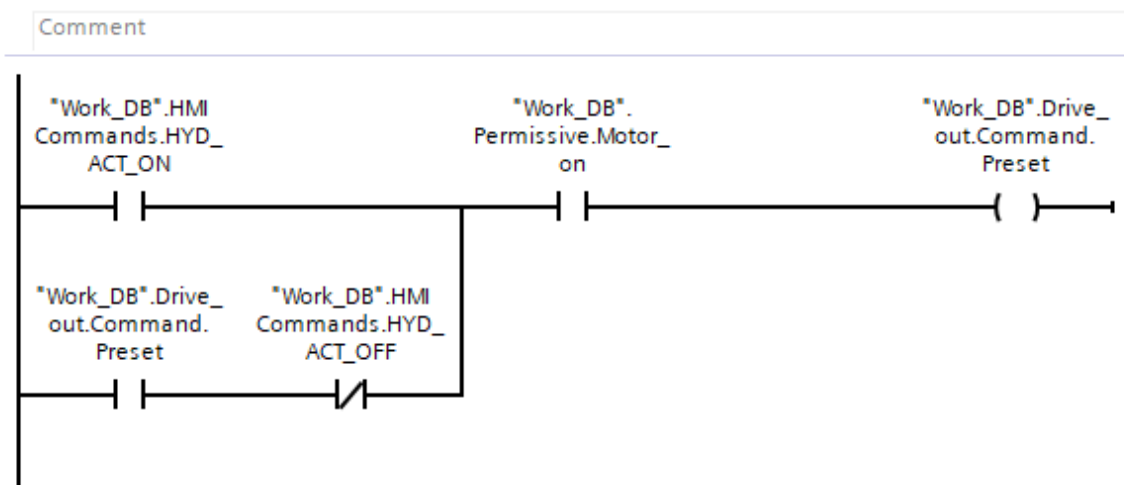 Comment
"Work_DB".HMI
Commands.HYD_
ACT_ON
"Work_DB".
Permissive.Motor_
on
"Work_DB".Drive_
out.Command.
Preset
"Work_DB".Drive_
out.Command.
Preset
"Work_DB".HMI
Commands.HYD_
ACT_OFF